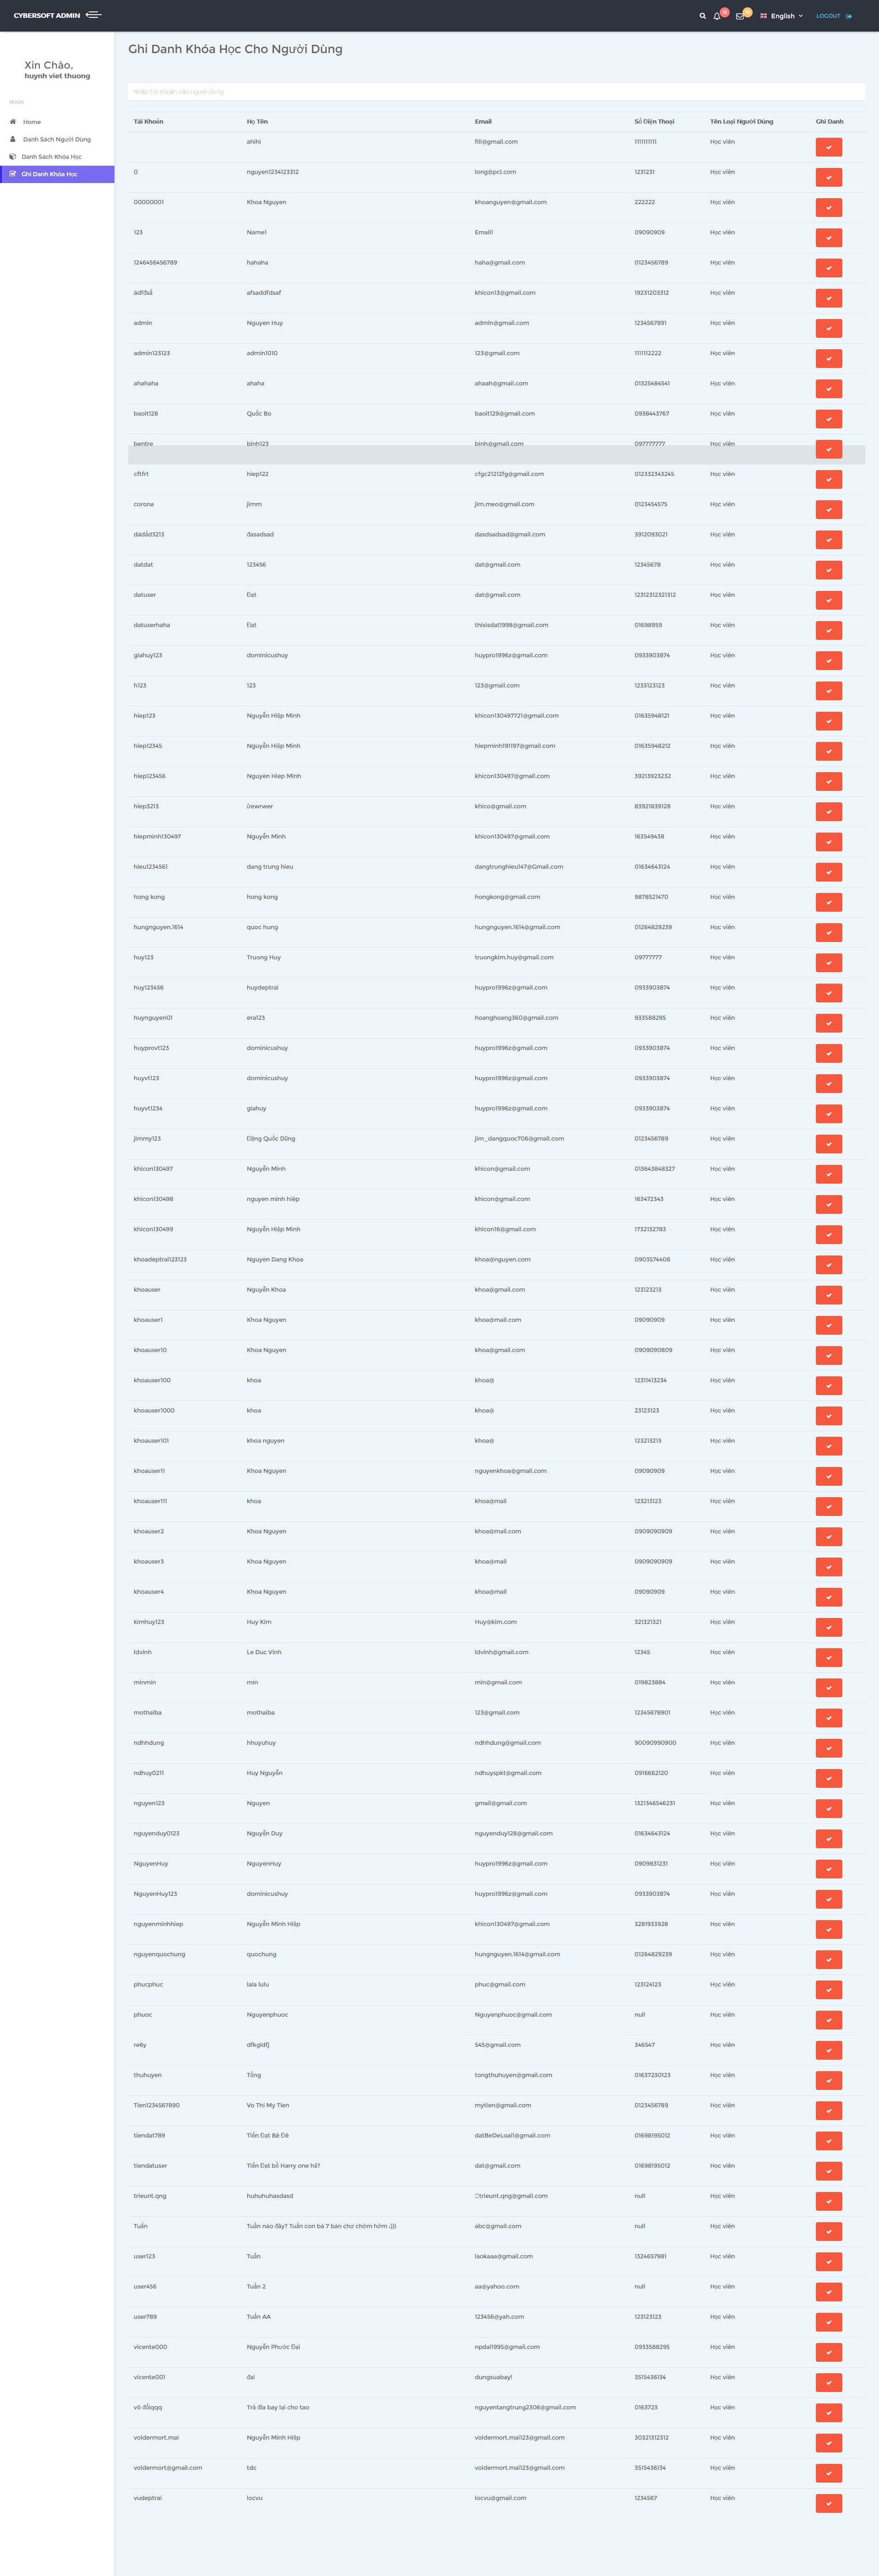 CYBERSOFT ADMIN
English
LOGOUT
Xin Chào,
huynh viet thuong
MAIN
Home
Danh Sách Người Dùng
Danh Sách Khóa Học
Ghi Danh Khóa Học
Ghi Danh Khóa Học Cho Người Dùng
Nhập Tài khoản của người dùng
Tài Khoản Họ Tên Email Số Điện Thoại Tên Loại Người Dùng Ghi Danh
ahihi fill@gmail.com 1111111111 Học viên
0 nguyen1234123312 long@pcl.com 1231231 Học viên
00000001 Khoa Nguyen khoanguyen@gmail.com 222222 Học viên
123 Name1 Email1 09090909 Học viên
1246456456789 hahaha haha@gmail.com 0123456789 Học viên
ádfđsầ afsaddfdsaf khicon13@gmail.com 19231203312 Học viên
admin Nguyen Huy admin@gmail.com 1234567891 Học viên
admin123123 admin1010 123@gmail.com 1111112222 Học viên
ahahaha ahaha ahaah@gmail.com 01325484541 Học viên
baoit128 Quốc Bo baoit129@gmail.com 0938443767 Học viên
bentre binh123 binh@gmail.com 097777777 Học viên
cftfrt hiep122 cfgc21212fg@gmail.com 012332343245 Học viên
corona jimm jim.meo@gmail.com 0123454575 Học viên
dádẩd3213 đasadsad dasdsadsad@gmail.com 3912093021 Học viên
datdat 123456 dat@gmail.com 12345678 Học viên
datuser Đạt dat@gmail.com 12312312321312 Học viên
datuserhaha Đạt thisisdat1998@gmail.com 01698959 Học viên
giahuy123 dominicushuy huypro1996z@gmail.com 0933903874 Học viên
h123 123 123@gmail.com 1233123123 Học viên
hiep123 Nguyễn Hiệp Minh khicon130497721@gmail.com 01635948121 Học viên
hiep12345 Nguyễn Hiệp Minh hiepminh191197@gmail.com 01635948212 Học viên
hiep123456 Nguyen Hiep Minh khicon130497@gmail.com 39213923232 Học viên
hiep3213 ửewrwer khico@gmail.com 83921839128 Học viên
hiepminh130497 Nguyễn Minh khicon130497@gmail.com 163549438 Học viên
hieu1234561 dang trung hieu dangtrunghieu147@Gmail.com 01634643124 Học viên
hong kong hong kong hongkong@gmail.com 9878521470 Học viên
hungnguyen.1614 quoc hung hungnguyen.1614@gmail.com 01264829239 Học viên
huy123 Truong Huy truongkim.huy@gmail.com 09777777 Học viên
huy123456 huydeptrai huypro1996z@gmail.com 0933903874 Học viên
huynguyen01 era123 hoanghoang360@gmail.com 933588295 Học viên
huyprovt123 dominicushuy huypro1996z@gmail.com 0933903874 Học viên
huyvt123 dominicushuy huypro1996z@gmail.com 0933903874 Học viên
huyvt1234 giahuy huypro1996z@gmail.com 0933903874 Học viên
jimmy123 Đặng Quốc Dũng jim_dangquoc706@gmail.com 0123456789 Học viên
khicon130497 Nguyễn Minh khicon@gmail.com 013643848327 Học viên
khicon130498 nguyen minh hiệp khicon@gmail.com 163472343 Học viên
khicon130499 Nguyễn Hiệp Minh khicon16@gmail.com 1732132783 Học viên
khoadeptrai123123 Nguyen Dang Khoa khoa@nguyen.com 0903574408 Học viên
khoauser Nguyễn Khoa khoa@gmail.com 123123213 Học viên
khoauser1 Khoa Nguyen khoa@mail.com 09090909 Học viên
khoauser10 Khoa Nguyen khoa@gmail.com 0909090809 Học viên
khoauser100 khoa khoa@ 12311413234 Học viên
khoauser1000 khoa khoa@ 23123123 Học viên
khoauser101 khoa nguyen khoa@ 123213213 Học viên
khoauser11 Khoa Nguyen nguyenkhoa@gmail.com 09090909 Học viên
khoauser111 khoa khoa@mail 123213123 Học viên
khoauser2 Khoa Nguyen khoa@mail.com 0909090909 Học viên
khoauser3 Khoa Nguyen khoa@mail 0909090909 Học viên
khoauser4 Khoa Nguyen khoa@mail 09090909 Học viên
kimhuy123 Huy Kim Huy@kim.com 321321321 Học viên
ldvinh Le Duc Vinh ldvinh@gmail.com 12345 Học viên
minmin min min@gmail.com 019823884 Học viên
mothaiba mothaiba 123@gmail.com 12345678901 Học viên
ndhhdung hhuyuhuy ndhhdung@gmail.com 90090990900 Học viên
ndhuy0211 Huy Nguyễn ndhuyspkt@gmail.com 0916662120 Học viên
nguyen123 Nguyen gmail@gmail.com 1321346546231 Học viên
nguyenduy0123 Nguyễn Duy nguyenduy128@gmail.com 01634643124 Học viên
NguyenHuy NguyenHuy huypro1996z@gmail.com 0909831231 Học viên
NguyenHuy123 dominicushuy huypro1996z@gmail.com 0933903874 Học viên
nguyenminhhiep Nguyễn Minh Hiệp khicon130497@gmail.com 3281933928 Học viên
nguyenquochung quochung hungnguyen.1614@gmail.com 01264829239 Học viên
phucphuc lala lulu phuc@gmail.com 123124123 Học viên
phuoc Nguyenphuoc Nguyenphuoc@gmail.com null Học viên
re6y dfkgldfj 545@gmail.com 346547 Học viên
thuhuyen Tống tongthuhuyen@gmail.com 01637230123 Học viên
Tien1234567890 Vo Thi My Tien mytien@gmail.com 0123456789 Học viên
tiendat789 Tiến Đạt Bê Đê datBeDeLoai1@gmail.com 01698195012 Học viên
tiendatuser Tiến Đạt bồ Harry one hả? dat@gmail.com 01698195012 Học viên
trieunt.qng huhuhuhasdasd trieunt.qng@gmail.com null Học viên
Tuấn Tuấn nào đây? Tuấn con bà 7 bán chợ chờm hỡm :))) abc@gmail.com null Học viên
user123 Tuấn laokaaa@gmail.com 1324657981 Học viên
user456 Tuấn 2 aa@yahoo.com null Học viên
user789 Tuấn AA 123456@yah.com 123123123 Học viên
vicente000 Nguyễn Phước Đại npdai1995@gmail.com 0933588295 Học viên
vicente001 đại dungsuabay! 3515436134 Học viên
vô đốiqqq Trả đĩa bay lại cho tao nguyentangtrung2306@gmail.com 0163723 Học viên
voldermort.mai Nguyễn Minh Hiệp voldermort.mai123@gmail.com 30321312312 Học viên
voldermort@gmail.com tdc voldermort.mai123@gmail.com 3515436134 Học viên
vudeptrai locvu locvu@gmail.com 1234567 Học viên